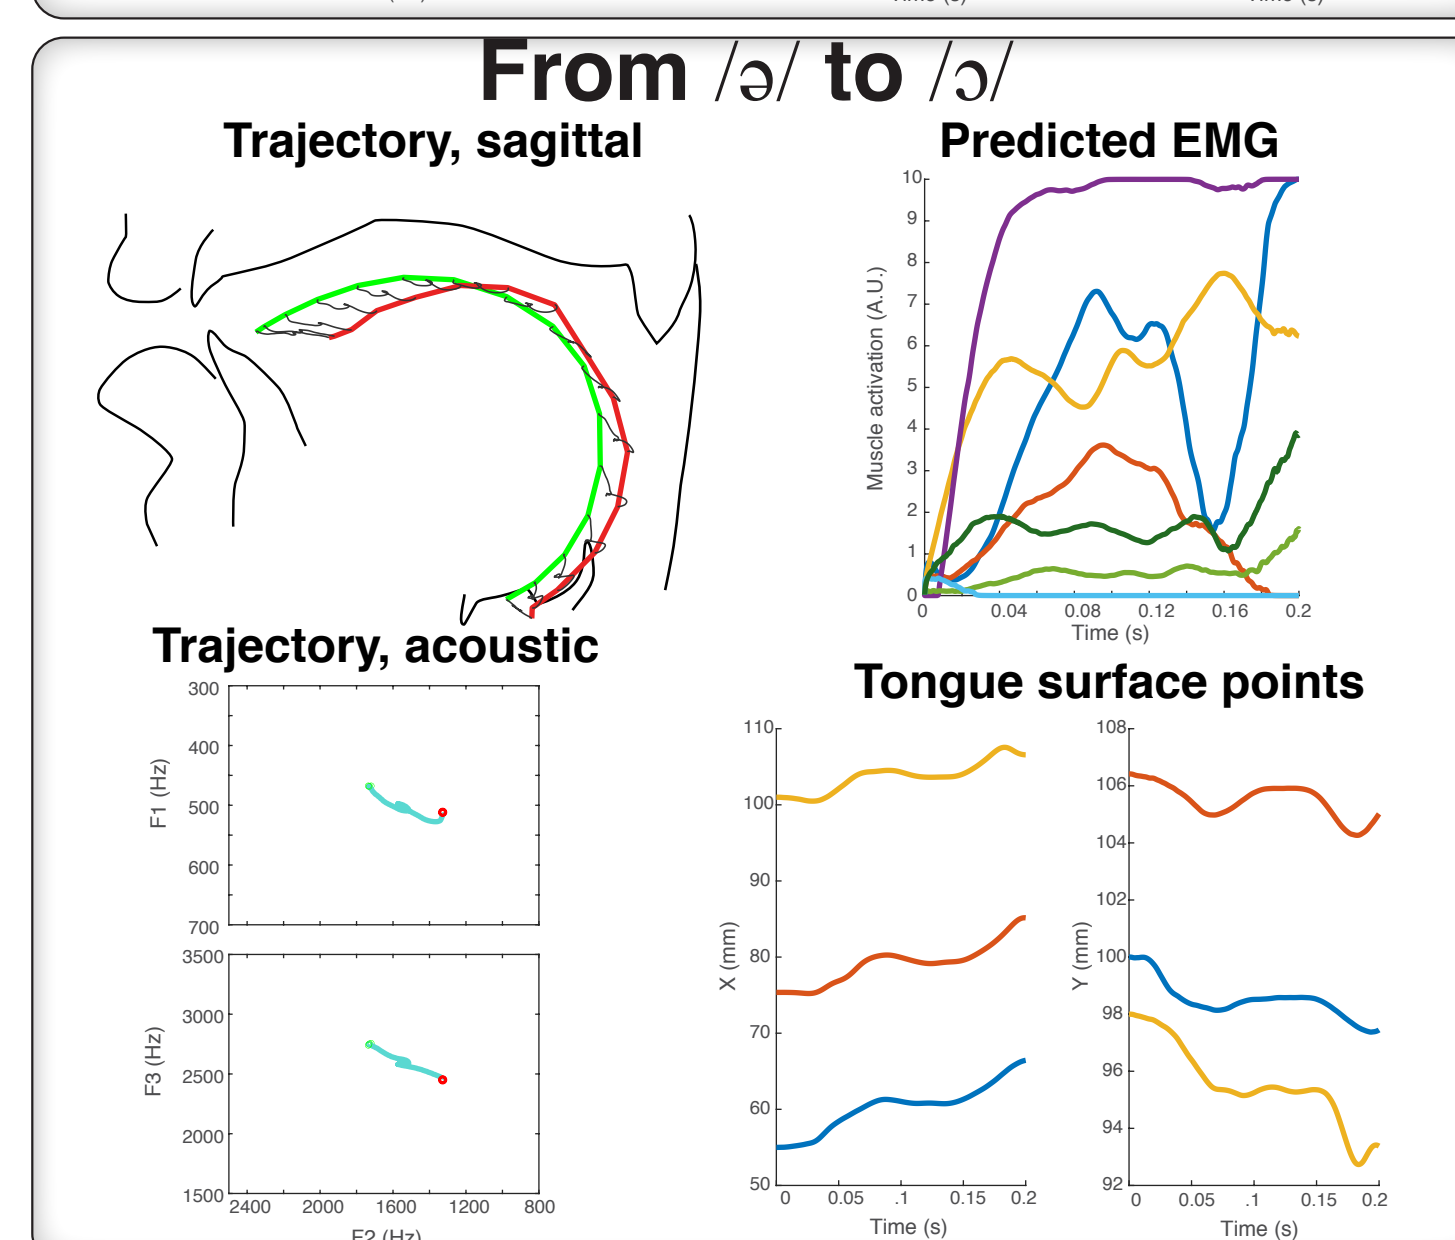 Time (s)
Time (s)
From /ə/ to /ɔ/
Trajectory, sagittal
Predicted EMG
10
9
8
7
6
5
4
3
2
1
0
Muscle activation (A.U.)
0 0.04 0.08 0.12 0.16 0.2
Time (s)
Trajectory, acoustic
300
400
500
600
700
F1 (Hz)
3500
3000
2500
2000
1500
F3 (Hz)
2400 2000 1600 1200 800
F2 (Hz)
Tongue surface points
110
100
90
80
70
60
50
X (mm)
0 0.05 .1 0.15 0.2
Time (s)
108
106
104
102
100
98
96
94
92
Y (mm)
0 0.05 .1 0.15 0.2
Time (s)